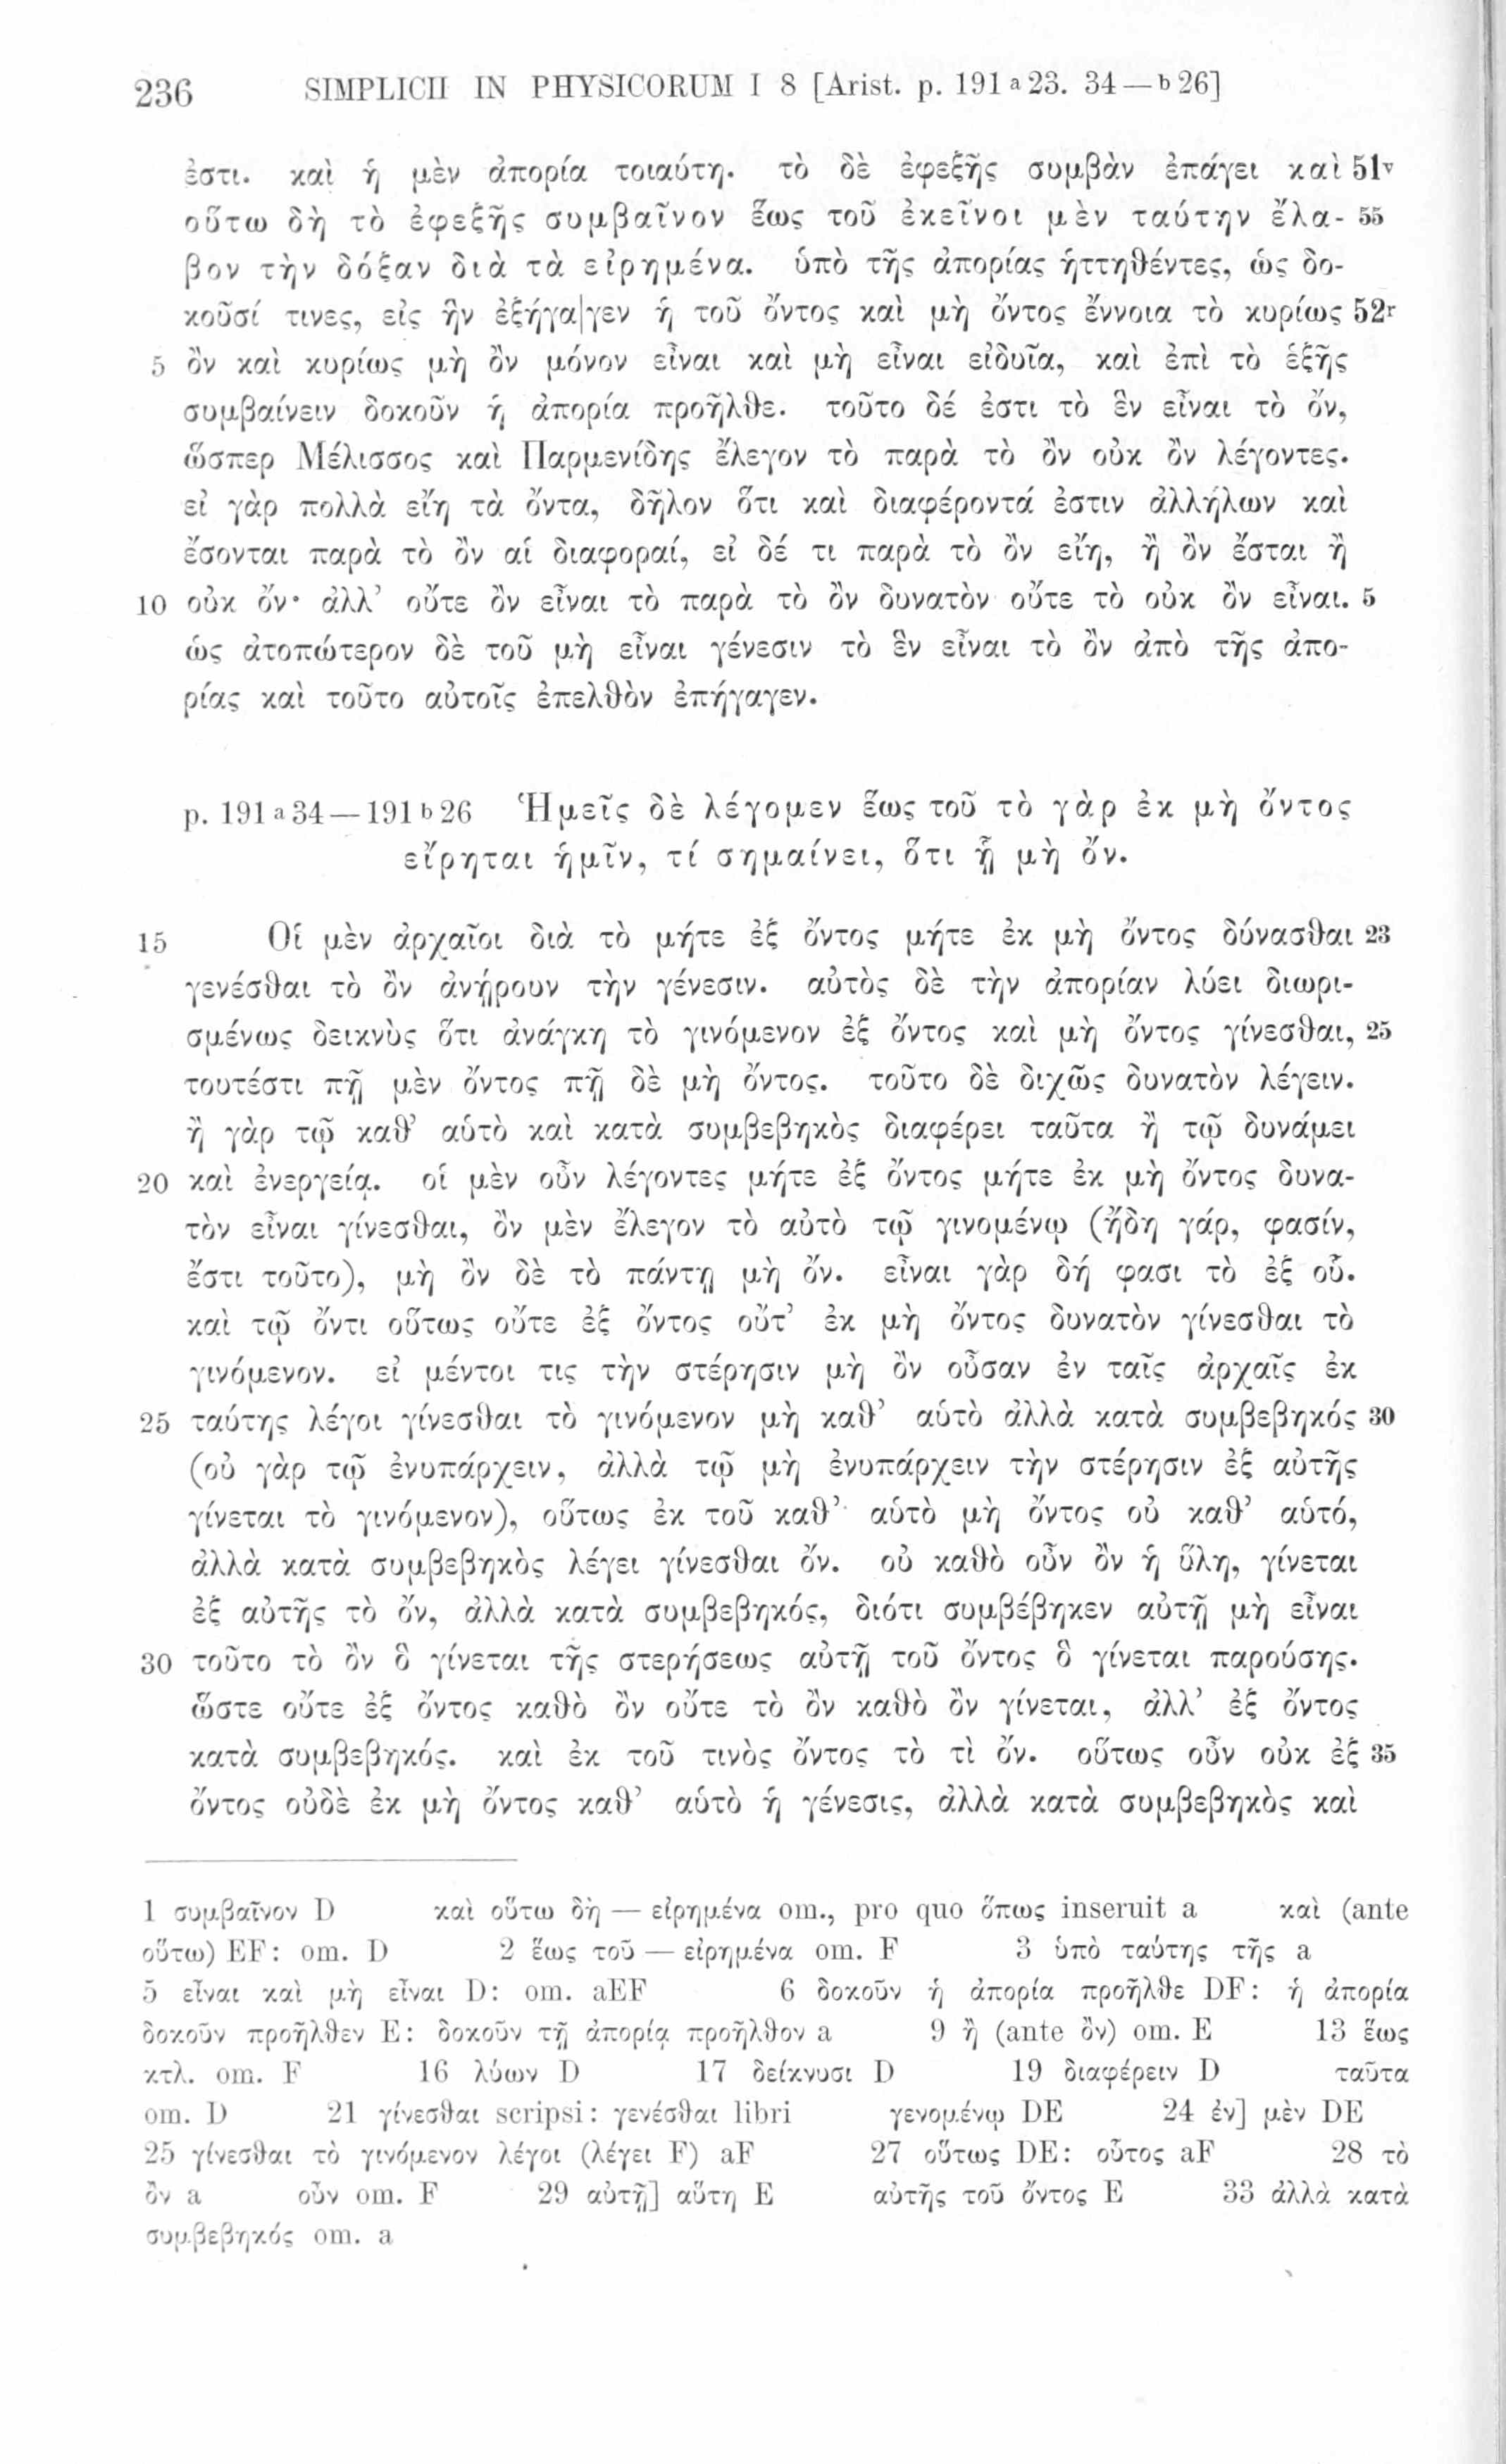 236 SIMPLICII IN PHYSICORUM I 8 [Arist. p. 191 a 23. 34 — b 26]
ἐστι. καὶ ἡ μὲν ἀπορία τοιαύτη. τὸ δὲ ἐφεξῆς συμβὰν ἐπάγει καὶ 51v
οὕτω δὴ τὸ ἐφεξῆς συμβαῖνον ἕως τοῦ ἐκεῖνοι μὲν ταύτην ἔλα- 55
βον τὴν δόξαν διὰ τὰ εἰρημένα. ὑπὸ τῆς ἀπορίας ἡττηθέντες, ὡς δο-
κοῦσί τινες, εἰς ἣν ἐξήγα|γεν ἡ τοῦ ὄντος καὶ μὴ ὄντος ἔννοια τὸ κυρίως 52r
5 ὂν καὶ κυρίως μὴ ὂν μόνον εἶναι καὶ μὴ εἶναι εἰδυῖα, καὶ ἐπὶ τὸ ἑξῆς
συμβαίνειν δοκοῦν ἡ ἀπορία προῆλθε. τοῦτο δέ ἐστι τὸ ἓν εἶναι τὸ ὄν,
ὥσπερ Μέλισσος καὶ Παρμενίδης ἔλεγον τὸ παρὰ τὸ ὂν οὐκ ὂν λέγοντες.
εἰ γὰρ πολλὰ εἴη τὰ ὄντα, δῆλον ὅτι καὶ διαφέροντά ἐστιν ἀλλήλων καὶ
ἔσονται παρὰ τὸ ὂν αἱ διαφοραί, εἰ δέ τι παρὰ τὸ ὂν εἴη, ἢ ὂν ἔσται ἢ
10 οὐκ ὄν· ἀλλ’ οὔτε ὂν εἶναι τὸ παρὰ τὸ ὂν δυνατὸν οὔτε τὸ οὐκ ὂν εἶναι. 5
ὡς ἀτοπώτερον δὲ τοῦ μὴ εἶναι γένεσιν τὸ ἓν εἶναι τὸ ὂν ἀπὸ τῆς ἀπο-
ρίας καὶ τοῦτο αὐτοῖς ἐπελθὸν ἐπήγαγεν.
p. 191 a 34 — 191 b 26 Ἡμεῖς δὲ λέγομεν ἕως τοῦ τὸ γὰρ ἐκ μὴ ὄντος
εἴρηται ἡμῖν, τί σημαίνει, ὅτι ᾗ μὴ ὄν.
15 Οἱ μὲν ἀρχαῖοι διὰ τὸ μήτε ἐξ ὄντος μήτε ἐκ μὴ ὄντος δύνασθαι 23
γενέσθαι τὸ ὂν ἀνῄρουν τὴν γένεσιν. αὐτὸς δὲ τὴν ἀπορίαν λύει διωρι-
σμένως δεικνὺς ὅτι ἀνάγκη τὸ γινόμενον ἐξ ὄντος καὶ μὴ ὄντος γίνεσθαι, 25
τουτέστι πῇ μὲν ὄντος πῇ δὲ μὴ ὄντος. τοῦτο δὲ διχῶς δυνατὸν λέγειν.
ἢ γὰρ τῷ καθ’ αὑτὸ καὶ κατὰ συμβεβηκὸς διαφέρει ταῦτα ἢ τῷ δυνάμει
20 καὶ ἐνεργείᾳ. οἱ μὲν οὖν λέγοντες μήτε ἐξ ὄντος μήτε ἐκ μὴ ὄντος δυνα-
τὸν εἶναι γίνεσθαι, ὂν μὲν ἔλεγον τὸ αὐτὸ τῷ γινομένῳ (ἤδη γάρ, φασίν,
ἔστι τοῦτο), μὴ ὂν δὲ τὸ πάντῃ μὴ ὄν. εἶναι γὰρ δή φασι τὸ ἐξ οὗ.
καὶ τῷ ὄντι οὕτως οὔτε ἐξ ὄντος οὔτ’ ἐκ μὴ ὄντος δυνατὸν γίνεσθαι τὸ
γινόμενον. εἰ μέντοι τις τὴν στέρησιν μὴ ὂν οὖσαν ἐν ταῖς ἀρχαῖς ἐκ
25 ταύτης λέγοι γίνεσθαι τὸ γινόμενον μὴ καθ’ αὑτὸ ἀλλὰ κατὰ συμβεβηκός 30
(οὐ γὰρ τῷ ἐνυπάρχειν, ἀλλὰ τῷ μὴ ἐνυπάρχειν τὴν στέρησιν ἐξ αὐτῆς
γίνεται τὸ γινόμενον), οὕτως ἐκ τοῦ καθ’ αὑτὸ μὴ ὄντος οὐ καθ’ αὑτό,
ἀλλὰ κατὰ συμβεβηκὸς λέγει γίνεσθαι ὄν. οὐ καθὸ οὖν ὂν ἡ ὕλη, γίνεται
ἐξ αὐτῆς τὸ ὄν, ἀλλὰ κατὰ συμβεβηκός, διότι συμβέβηκεν αὐτῇ μὴ εἶναι
30 τοῦτο τὸ ὂν ὃ γίνεται τῆς στερήσεως αὐτῇ τοῦ ὄντος ὃ γίνεται παρούσης.
ὥστε οὔτε ἐξ ὄντος καθὸ ὂν οὔτε τὸ ὂν καθὸ ὂν γίνεται, ἀλλ’ ἐξ ὄντος
κατὰ συμβεβηκός. καὶ ἐκ τοῦ τινὸς ὄντος τὸ τὶ ὄν. οὕτως οὖν οὐκ ἐξ 35
ὄντος οὐδὲ ἐκ μὴ ὄντος καθ’ αὑτὸ ἡ γένεσις, ἀλλὰ κατὰ συμβεβηκὸς καὶ
1 συμβαῖνον D καὶ οὕτω δὴ — εἰρημένα om., pro quo ὅπως inseruit a καὶ (ante
οὕτω) EF: om. D 2 ἕως τοῦ — εἰρημένα om. F 3 ὑπὸ ταύτης τῆς a
5 εἶναι καὶ μὴ εἶναι D: om. aEF 6 δοκοῦν ἡ ἀπορία προῆλθε DF: ἡ ἀπορία
δοκοῦν προῆλθεν E: δοκοῦν τῇ ἀπορίᾳ προῆλθον a 9 ἢ (ante ὂν) om. E 13 ἕως
κτλ. om. F 16 λύων D 17 δείκνυσι D 19 διαφέρειν D ταῦτα
om. D 21 γίνεσθαι scripsi: γενέσθαι libri γενομένῳ DE 24 ἐν] μὲν DE
25 γίνεσθαι τὸ γινόμενον λέγοι (λέγει F) aF 27 οὕτως DE: οὗτος aF 28 τὸ
ὂν a οὖν om. F 29 αὐτῇ] αὕτη E αὐτῆς τοῦ ὄντος E 33 ἀλλὰ κατὰ
συμβεβηκός om. a